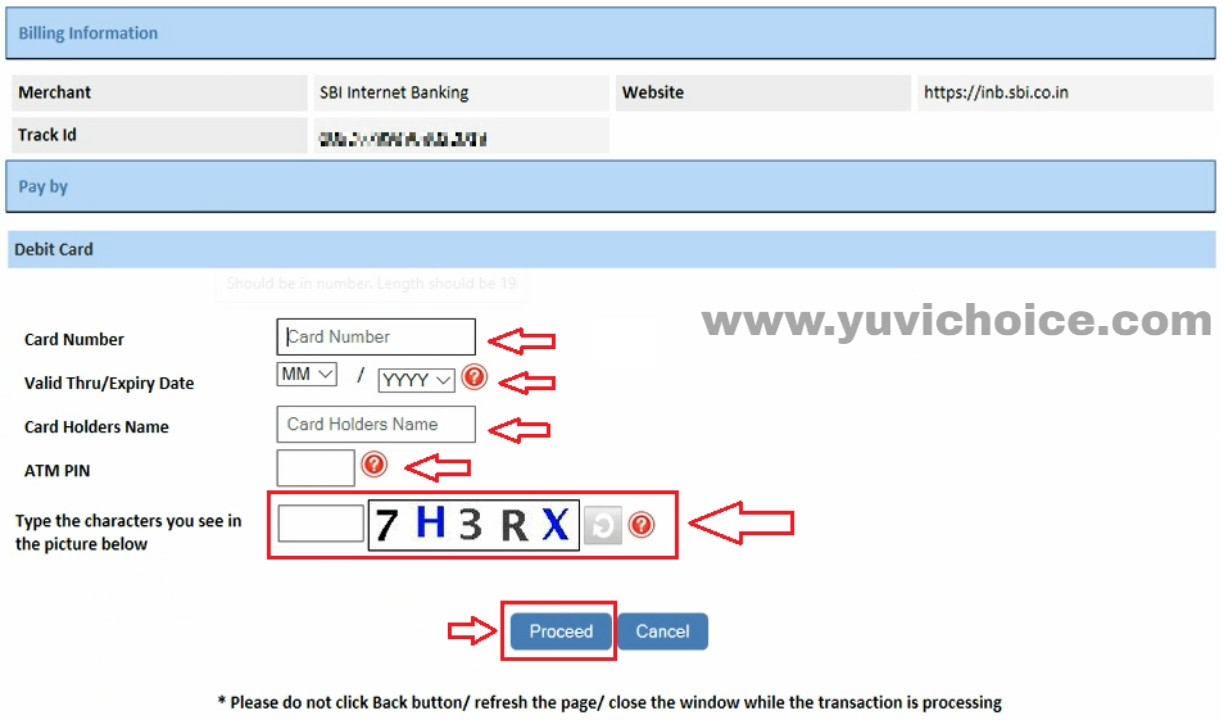 Billing Information
Merchant SBI Internet Banking Website https://inb.sbi.co.in
Track Id
Pay by
Debit Card
Should be in number. Length should be 19
www.yuvichoice.com
Card Number Card Number
Valid Thru/Expiry Date MM / YYYY ?
Card Holders Name Card Holders Name
ATM PIN ?
Type the characters you see in
the picture below 7 H 3 R X ?
Proceed Cancel
* Please do not click Back button/ refresh the page/ close the window while the transaction is processing